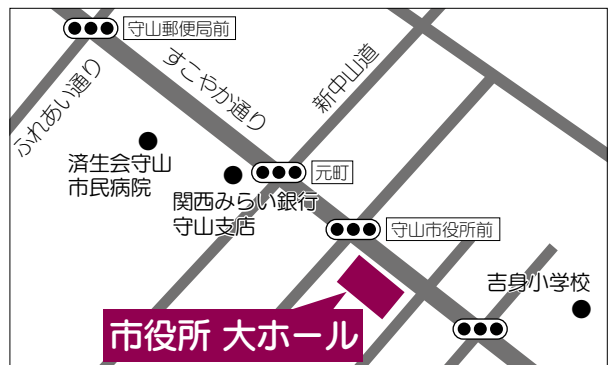 守山郵便局前
ふれあい通り
すこやか通り
新中山道
済生会守山
市民病院
元町
関西みらい銀行
守山支店
守山市役所前
吉身小学校
市役所 大ホール